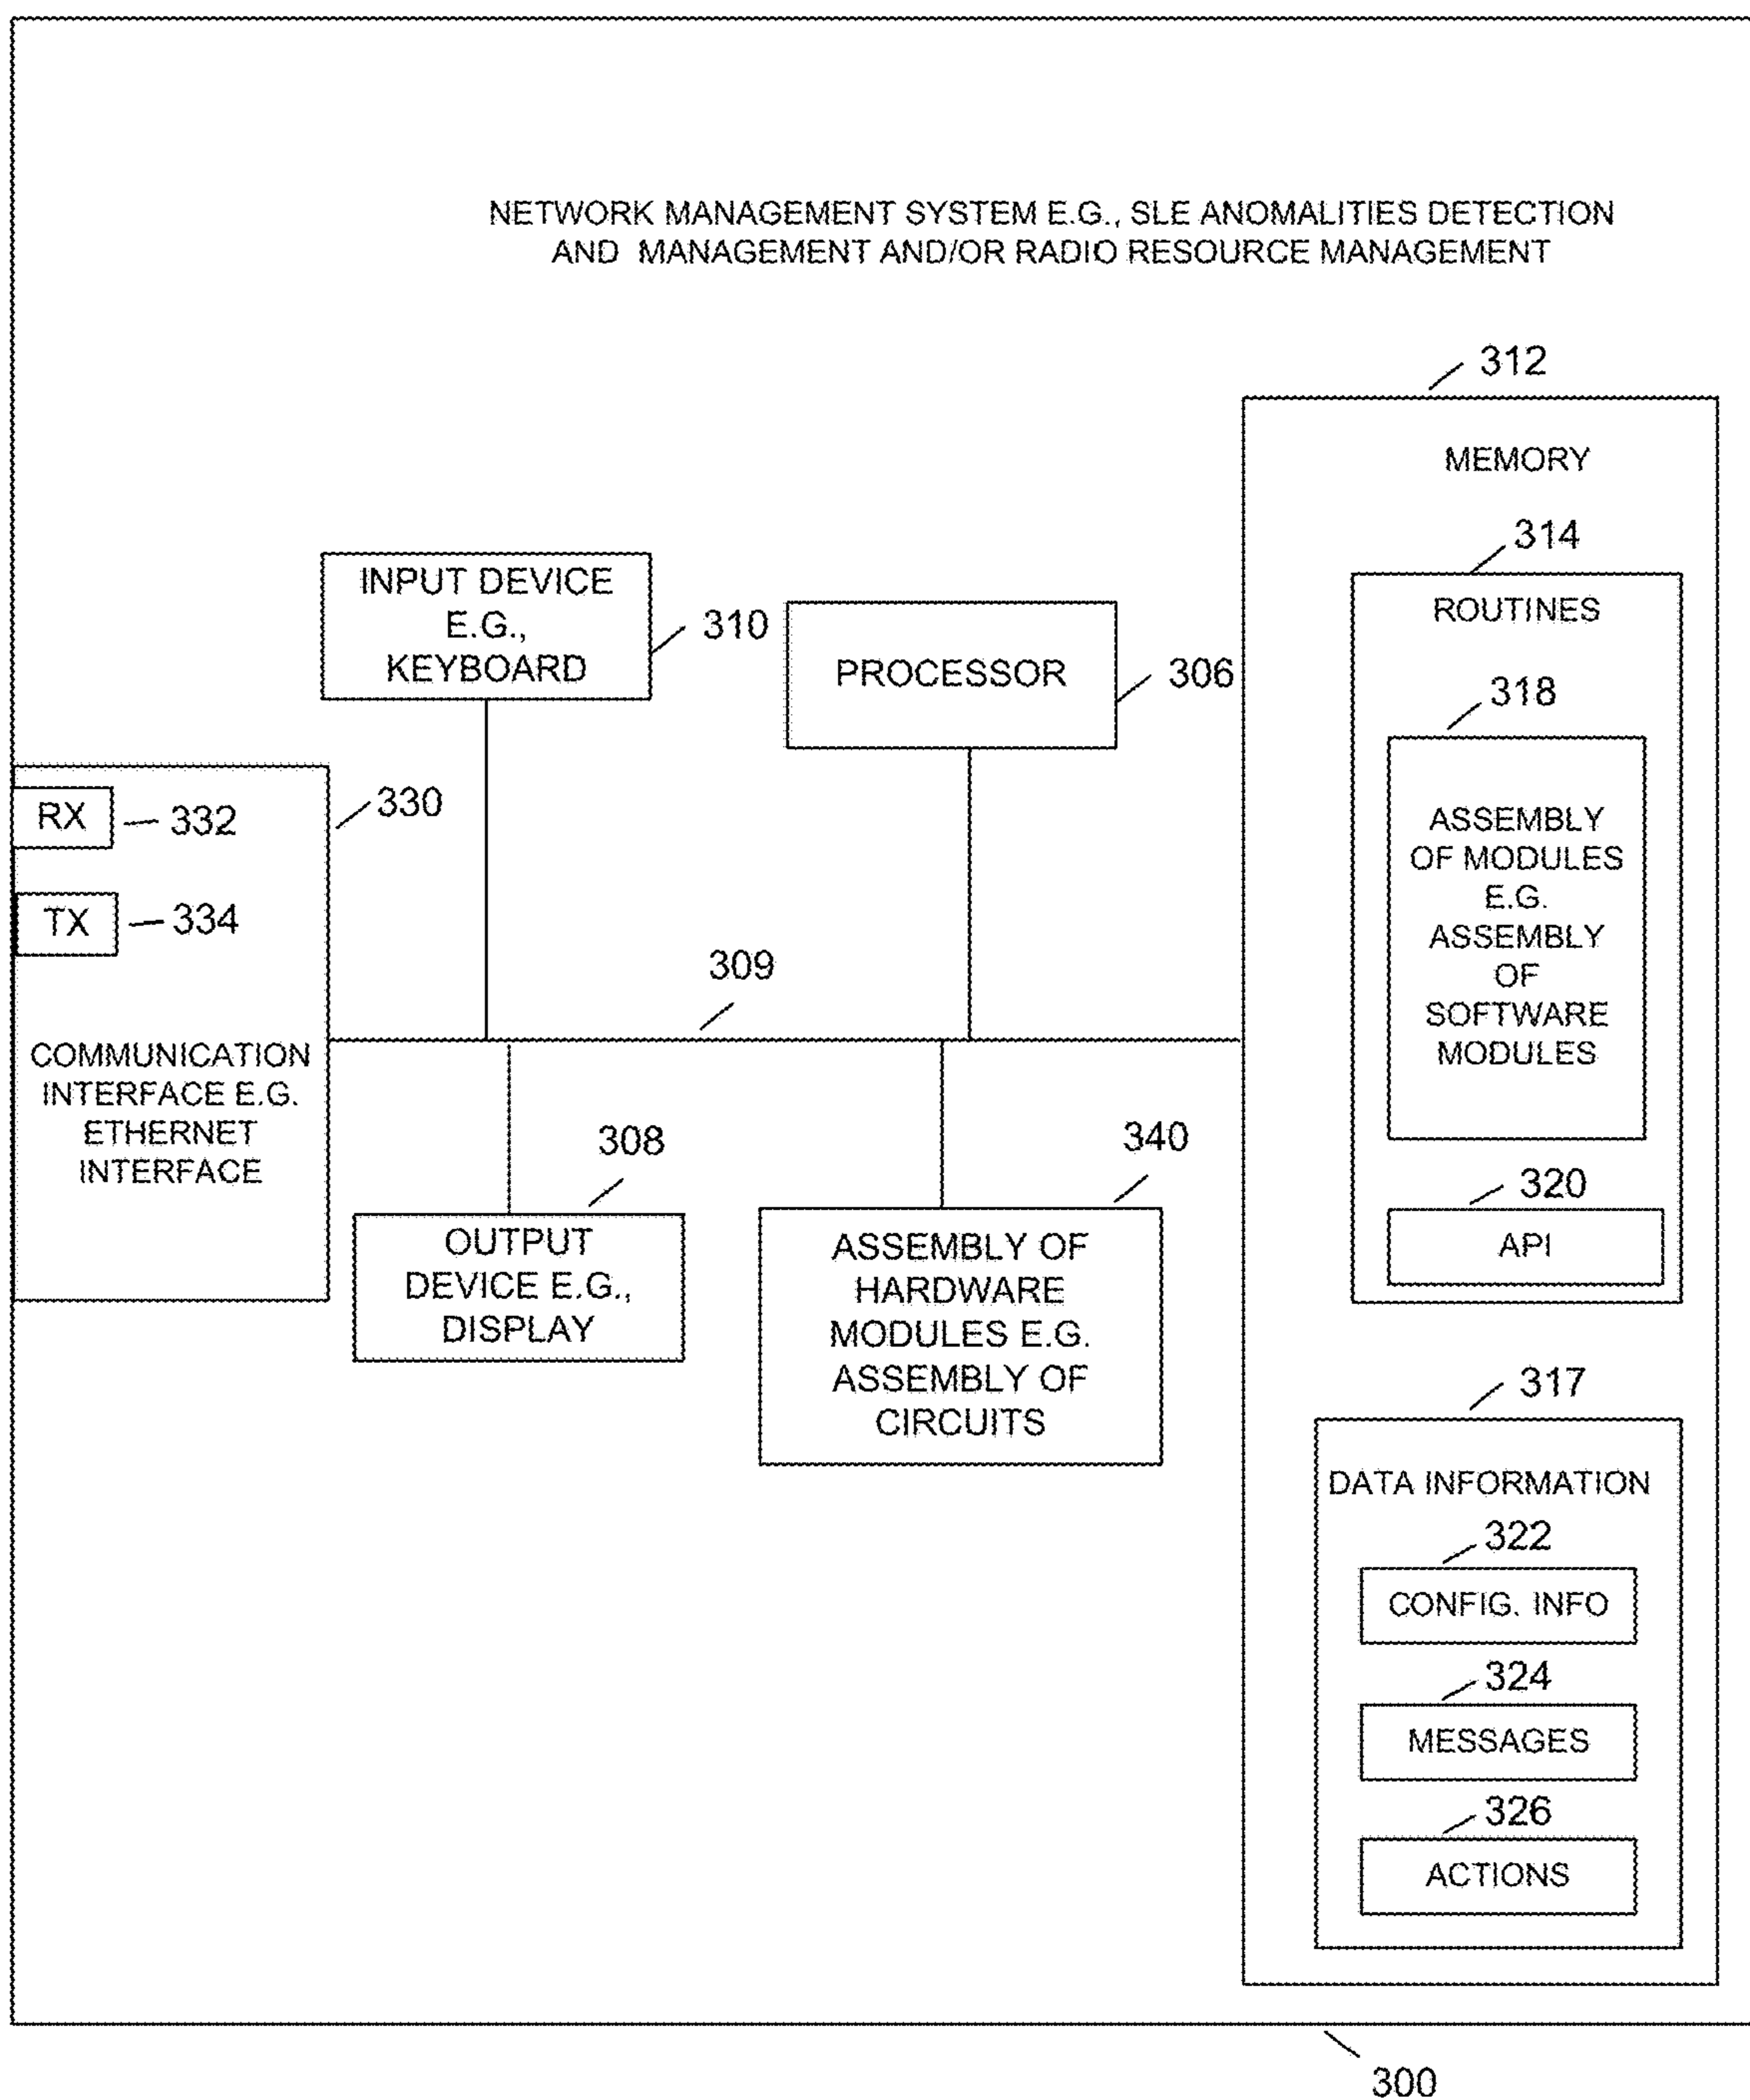 NETWORK MANAGEMENT SYSTEM E.G., SLE ANOMALITIES DETECTION
AND MANAGEMENT AND/OR RADIO RESOURCE MANAGEMENT
312
MEMORY
314
ROUTINES
318
ASSEMBLY
OF MODULES
E.G.
ASSEMBLY
OF
SOFTWARE
MODULES
320
API
317
DATA INFORMATION
322
CONFIG. INFO
324
MESSAGES
326
ACTIONS
INPUT DEVICE
E.G.,
KEYBOARD
310
PROCESSOR
306
330
RX
332
TX
334
COMMUNICATION
INTERFACE E.G.
ETHERNET
INTERFACE
309
308
OUTPUT
DEVICE E.G.,
DISPLAY
340
ASSEMBLY OF
HARDWARE
MODULES E.G.
ASSEMBLY OF
CIRCUITS
300